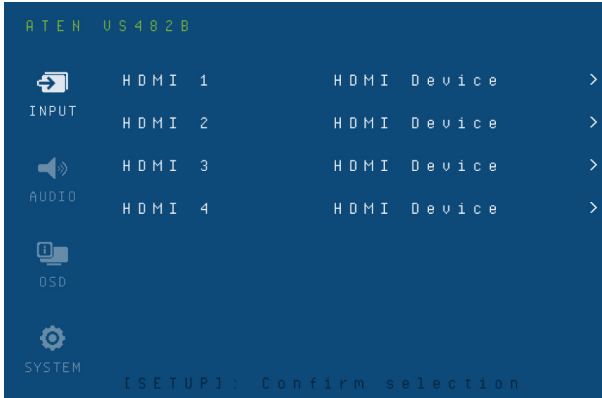 ATEN VS482B
INPUT
HDMI 1 HDMI Device >
HDMI 2 HDMI Device >
HDMI 3 HDMI Device >
HDMI 4 HDMI Device >
AUDIO
OSD
SYSTEM
[SETUP]: Confirm selection